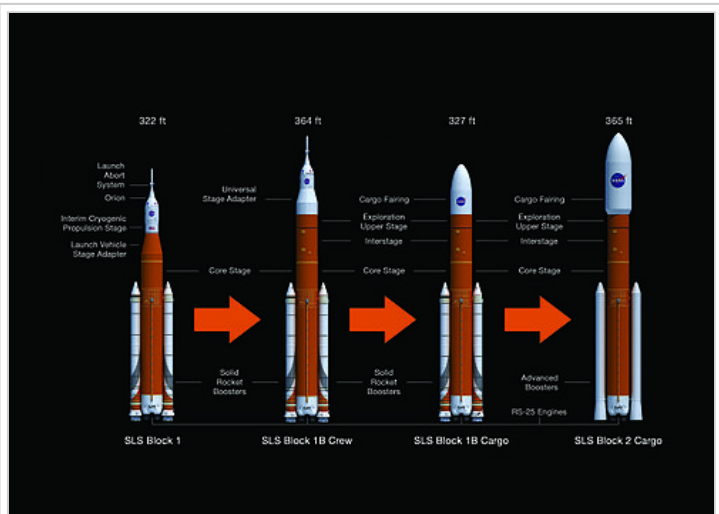 322 ft
364 ft
327 ft
365 ft
Launch
Abort
System
Orion
Interim Cryogenic
Propulsion Stage
Launch Vehicle
Stage Adapter
Universal
Stage Adapter
Cargo Fairing
Exploration
Upper Stage
Interstage
Cargo Fairing
Exploration
Upper Stage
Interstage
Core Stage
Core Stage
Core Stage
Solid
Rocket
Boosters
Solid
Rocket
Boosters
Advanced
Boosters
RS-25 Engines
SLS Block 1
SLS Block 1B Crew
SLS Block 1B Cargo
SLS Block 2 Cargo
NASA